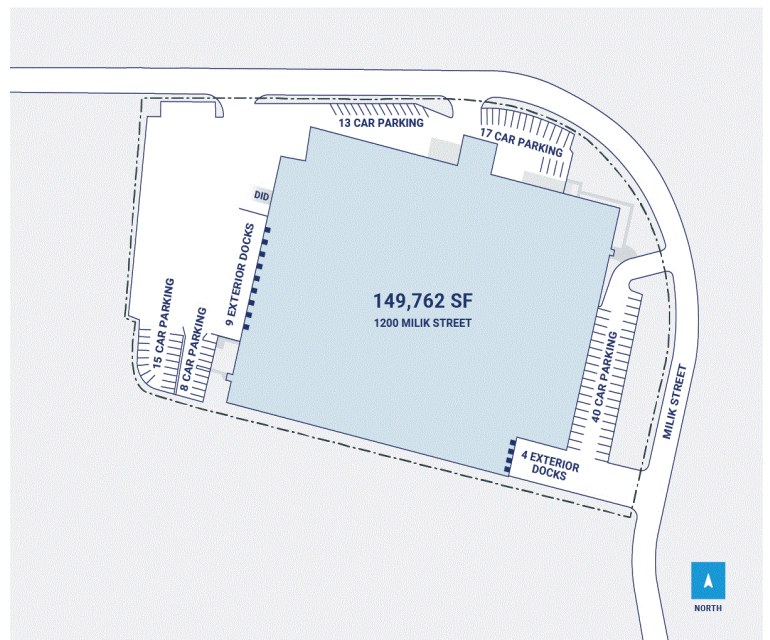 13 CAR PARKING
17 CAR PARKING
DID
9 EXTERIOR DOCKS
149,762 SF
1200 MILIK STREET
15 CAR PARKING
8 CAR PARKING
40 CAR PARKING
MILIK STREET
4 EXTERIOR
DOCKS
NORTH